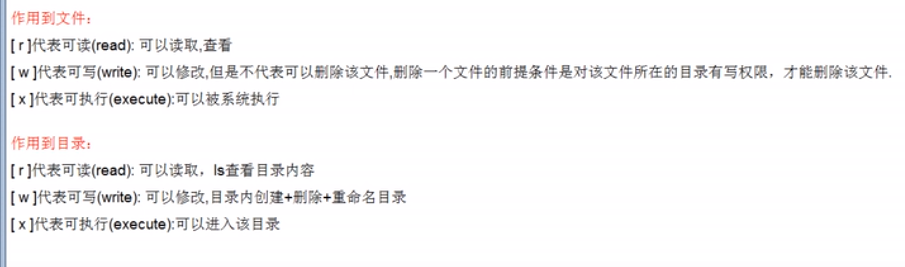 作用到文件：
[ r ]代表可读(read): 可以读取,查看
[ w ]代表可写(write): 可以修改,但是不代表可以删除该文件,删除一个文件的前提条件是对该文件所在的目录有写权限，才能删除该文件.
[ x ]代表可执行(execute):可以被系统执行
作用到目录：
[ r ]代表可读(read): 可以读取，ls查看目录内容
[ w ]代表可写(write): 可以修改,目录内创建+删除+重命名目录
[ x ]代表可执行(execute):可以进入该目录